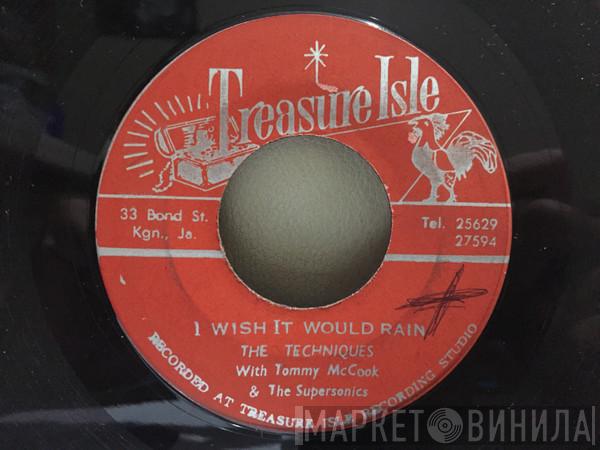 Treasure Isle
33 Bond St.
Kgn., Ja.
Tel. 25629
27594
I WISH IT WOULD RAIN
THE TECHNIQUES
With Tommy McCook
& The Supersonics
RECORDED AT TREASURE ISLE RECORDING STUDIO
МАРКЕТ ВИНИЛА